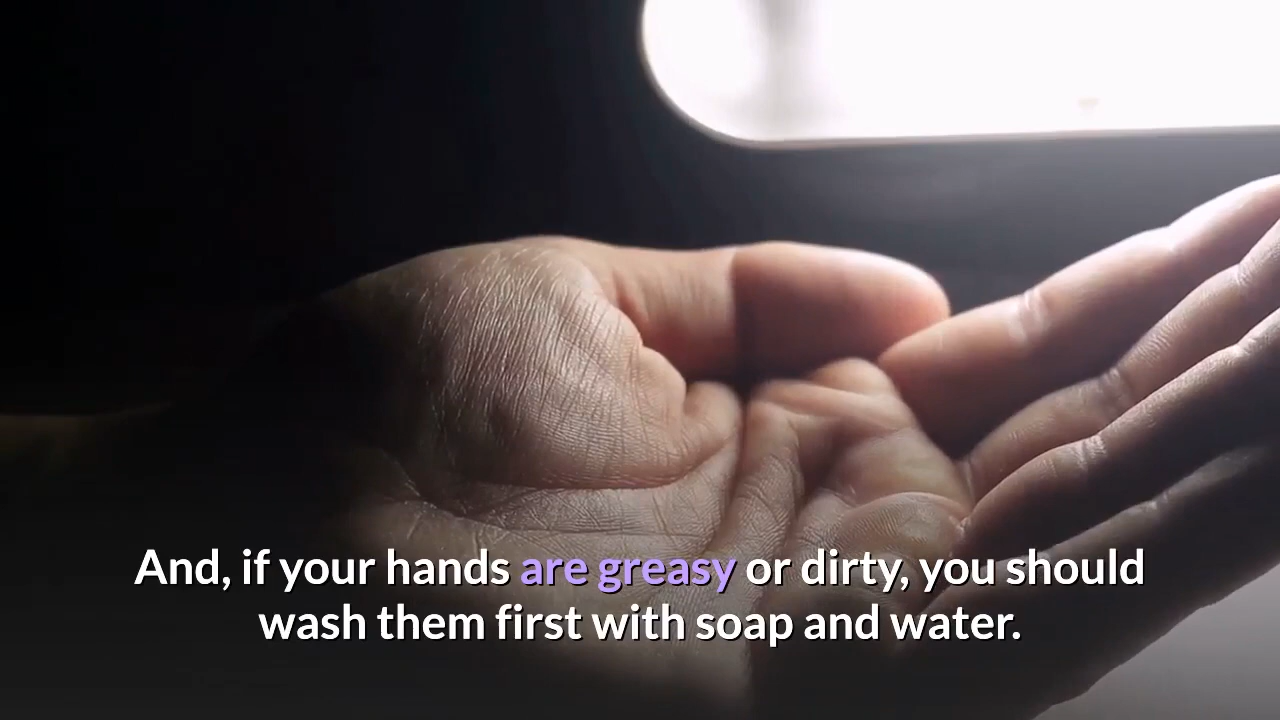 And, if your hands are greasy or dirty, you should
wash them first with soap and water.